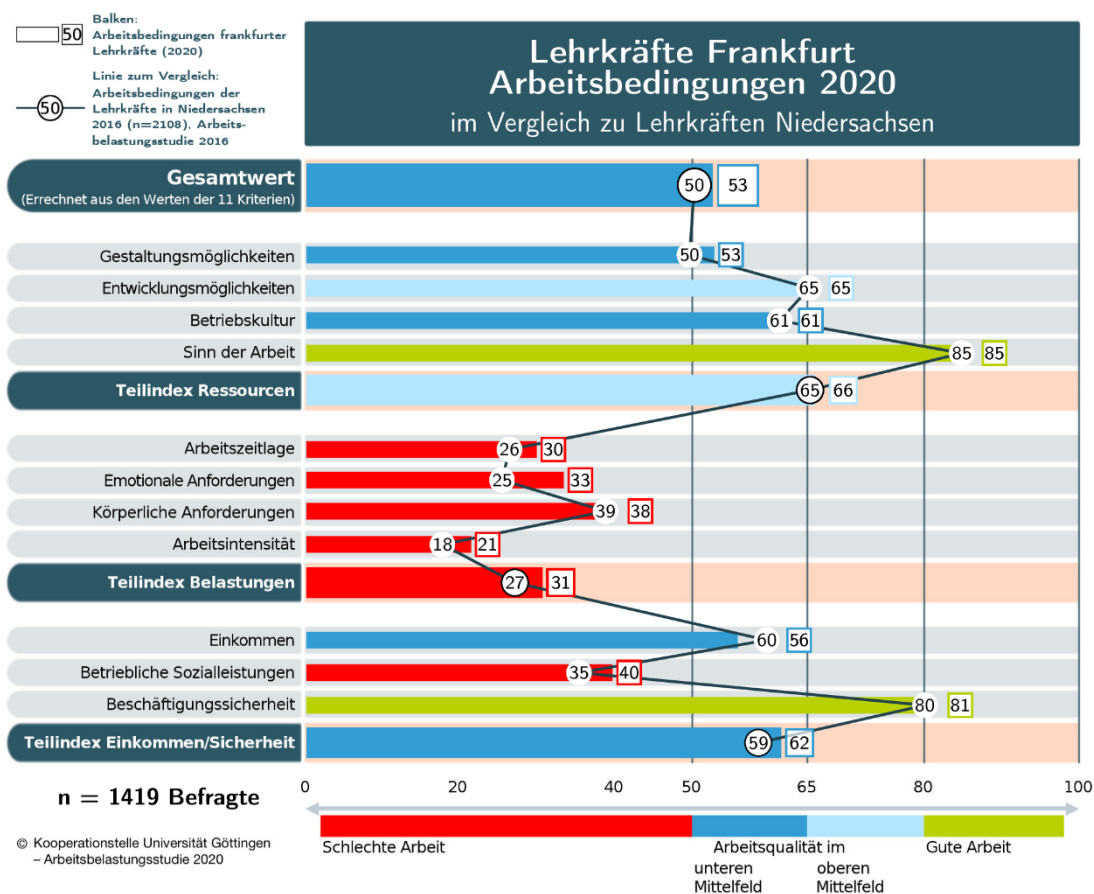 50
Balken:
Arbeitsbedingungen frankfurter
Lehrkräfte (2020)
50
Linie zum Vergleich:
Arbeitsbedingungen der
Lehrkräfte in Niedersachsen
2016 (n=2108), Arbeits-
belastungsstudie 2016
Lehrkräfte Frankfurt
Arbeitsbedingungen 2020
im Vergleich zu Lehrkräften Niedersachsen
Gesamtwert
(Errechnet aus den Werten der 11 Kriterien)
50 53
Gestaltungsmöglichkeiten 50 53
Entwicklungsmöglichkeiten 65 65
Betriebskultur 61 61
Sinn der Arbeit 85 85
Teilindex Ressourcen 65 66
Arbeitszeitlage 26 30
Emotionale Anforderungen 25 33
Körperliche Anforderungen 39 38
Arbeitsintensität 18 21
Teilindex Belastungen 27 31
Einkommen 60 56
Betriebliche Sozialleistungen 35 40
Beschäftigungssicherheit 80 81
Teilindex Einkommen/Sicherheit 59 62
0 20 40 50 65 80 100
n = 1419 Befragte
© Kooperationstelle Universität Göttingen
– Arbeitsbelastungsstudie 2020
Schlechte Arbeit
Arbeitsqualität im
unteren
Mittelfeld
oberen
Mittelfeld
Gute Arbeit